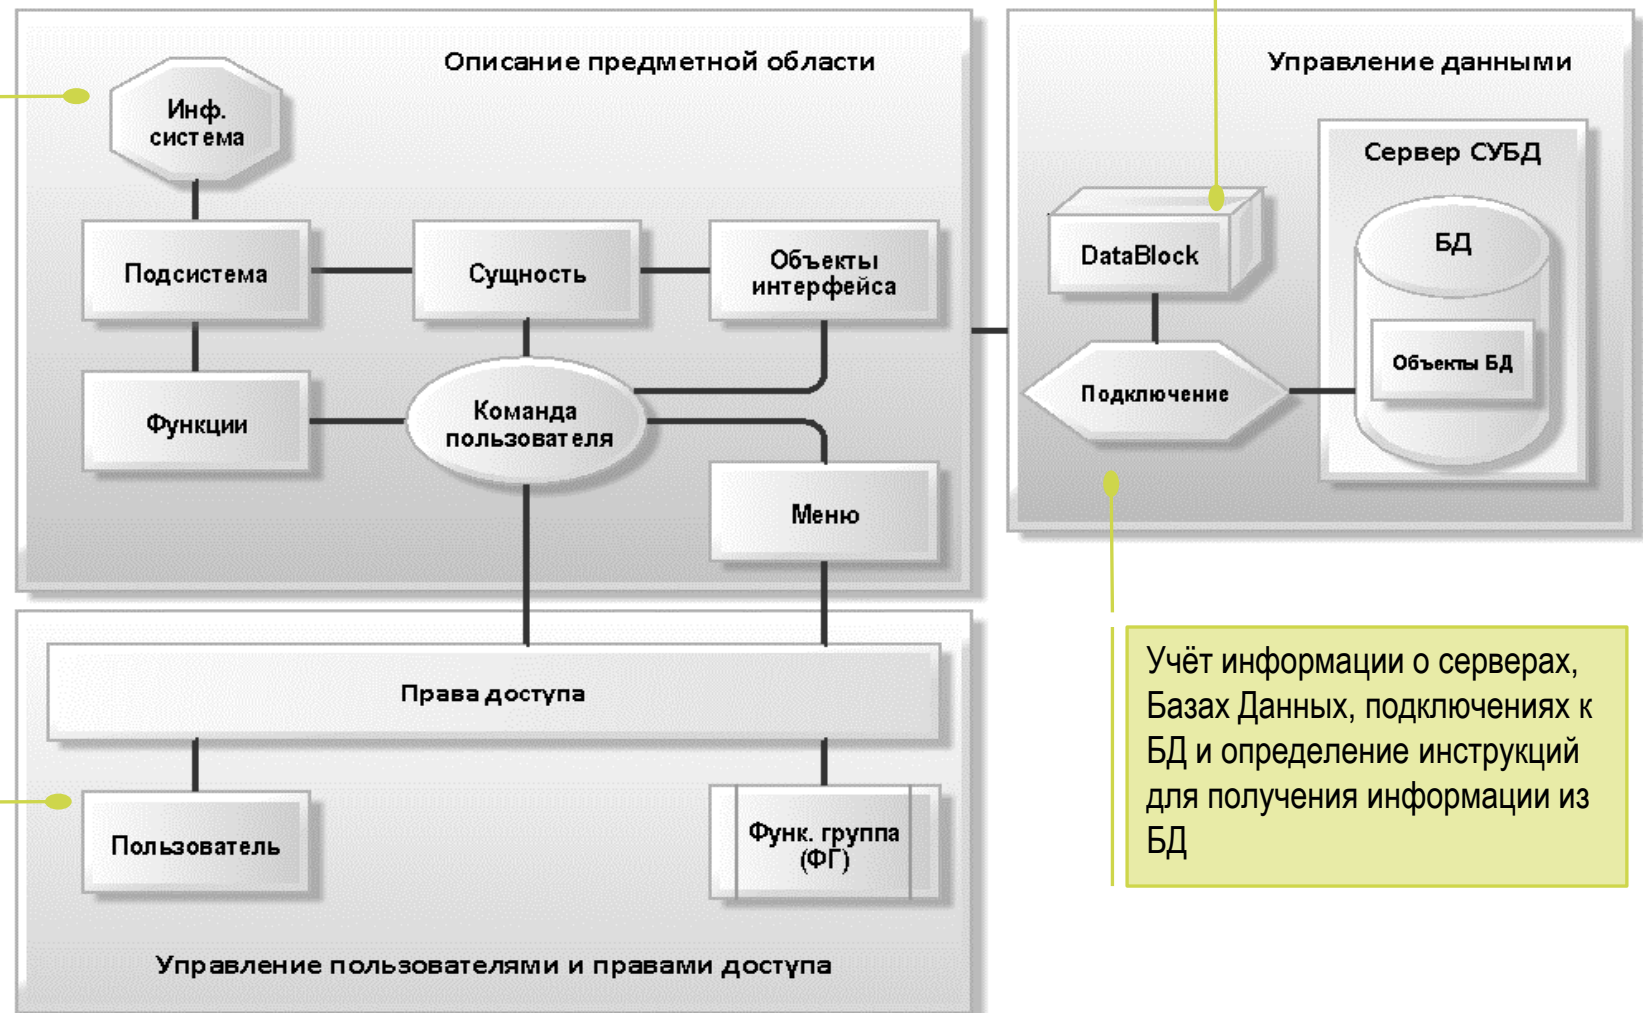 Описание предметной области
Инф.
система
Подсистема
Сущность
Объекты
интерфейса
Функции
Команда
пользователя
Меню
Управление данными
Сервер СУБД
DataBlock
БД
Объекты БД
Подключение
Права доступа
Пользователь
Функ. группа
(ФГ)
Управление пользователями и правами доступа
Учёт информации о серверах,
Базах Данных, подключениях к
БД и определение инструкций
для получения информации из
БД